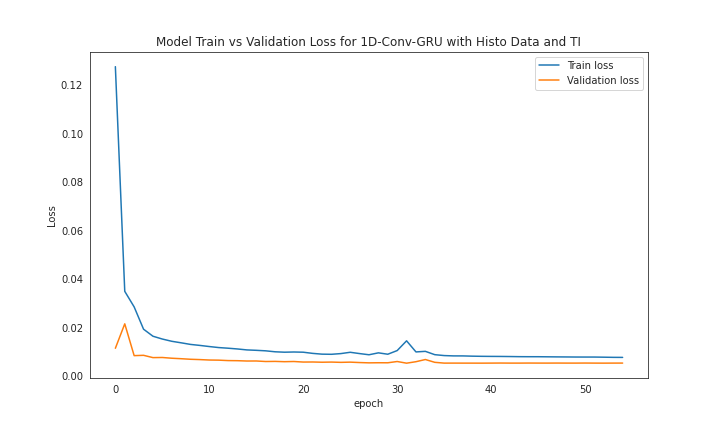 Model Train vs Validation Loss for 1D-Conv-GRU with Histo Data and TI
Train loss
Validation loss
0.12
0.10
0.08
0.06
0.04
0.02
0.00
Loss
0 10 20 30 40 50
epoch